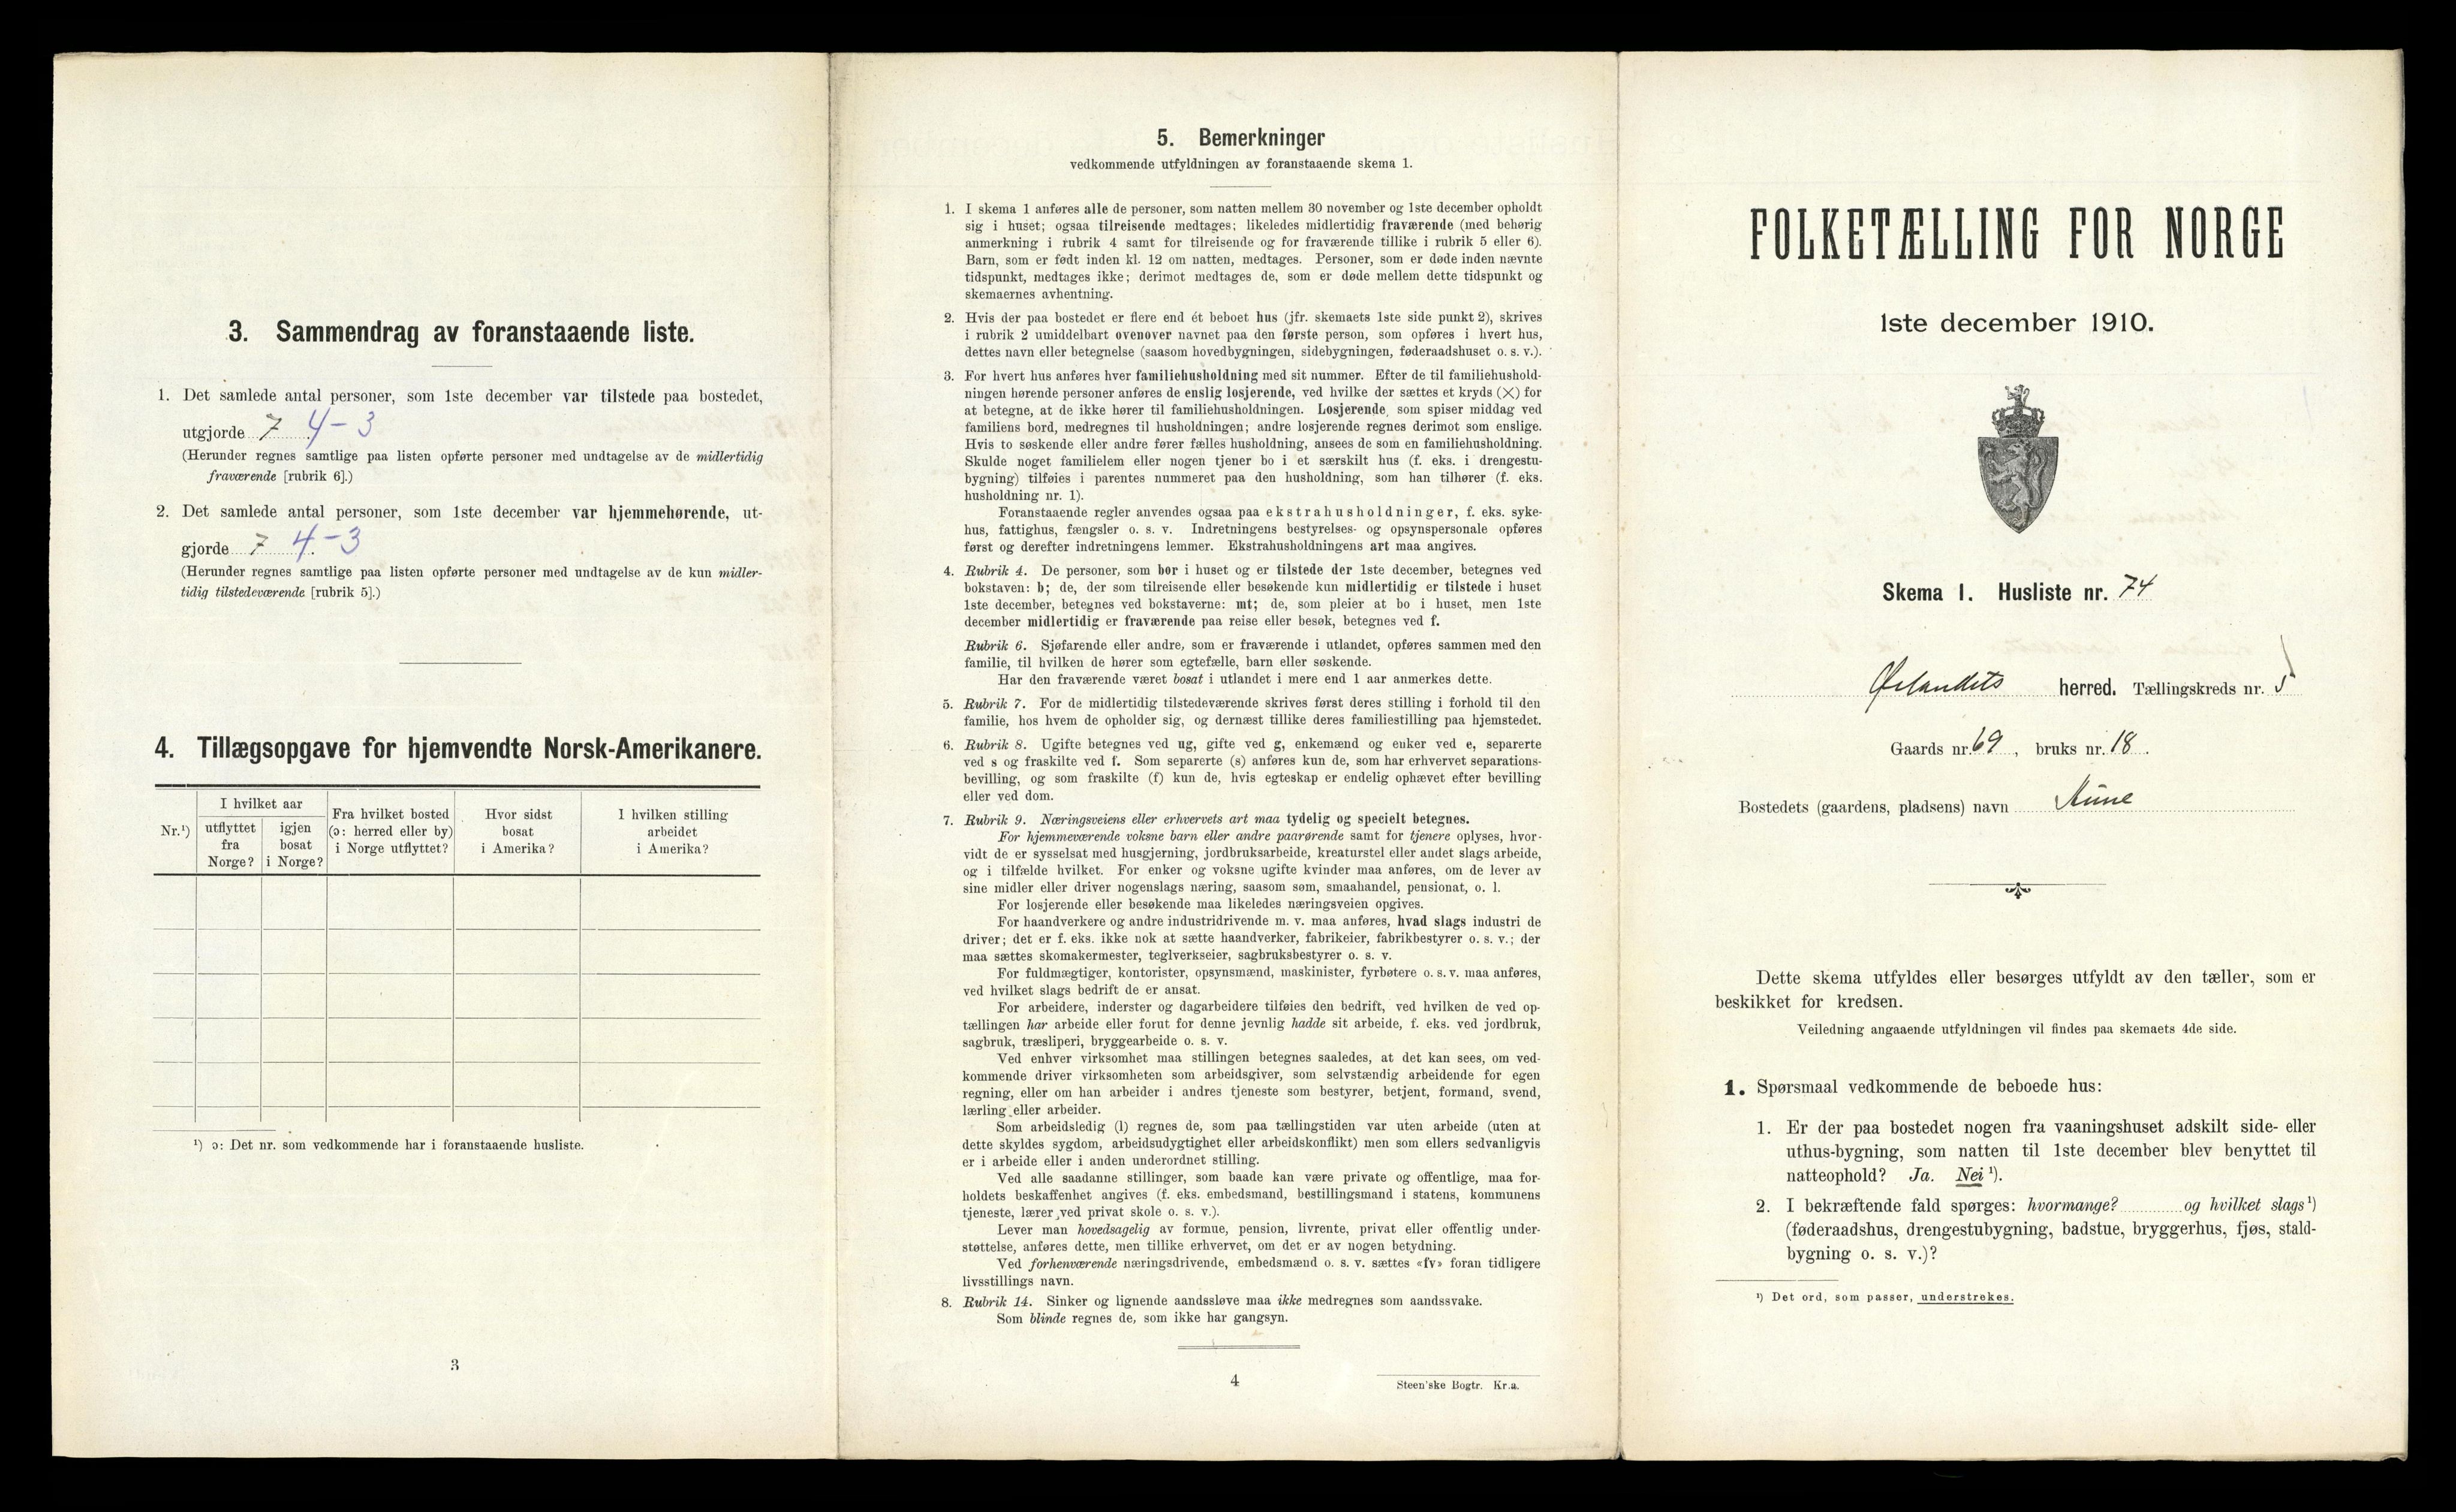 3. Sammendrag av foranstaaende liste.
1. Det samlede antal personer, som 1ste december var tilstede paa bostedet,
utgjorde 7 4-3
(Herunder regnes samtlige paa listen opførte personer med undtagelse av de midlertidig
fraværende [rubrik 6].)
2. Det samlede antal personer, som 1ste december var hjemmehørende, ut-
gjorde 7 4-3
(Herunder regnes samtlige paa listen opførte personer med undtagelse av de kun midler-
tidig tilstedeværende [rubrik 5].)
4. Tillægsopgave for hjemvendte Norsk-Amerikanere.
Nr.¹)
I hvilket aar
utflyttet
fra
Norge?
igjen
bosat
i Norge?
Fra hvilket bosted
(ɔ: herred eller by)
i Norge utflyttet?
Hvor sidst
bosat
i Amerika?
I hvilken stilling
arbeidet
i Amerika?
¹) ɔ: Det nr. som vedkommende har i foranstaaende husliste.
3
5. Bemerkninger
vedkommende utfyldningen av foranstaaende skema 1.
1. I skema 1 anføres alle de personer, som natten mellem 30 november og 1ste december opholdt
sig i huset; ogsaa tilreisende medtages; likeledes midlertidig fraværende (med behørig
anmerkning i rubrik 4 samt for tilreisende og for fraværende tillike i rubrik 5 eller 6).
Barn, som er født inden kl. 12 om natten, medtages. Personer, som er døde inden nævnte
tidspunkt, medtages ikke; derimot medtages de, som er døde mellem dette tidspunkt og
skemaernes avhentning.
2. Hvis der paa bostedet er flere end ét beboet hus (jfr. skemaets 1ste side punkt 2), skrives
i rubrik 2 umiddelbart ovenover navnet paa den første person, som opføres i hvert hus,
dettes navn eller betegnelse (saasom hovedbygningen, sidebygningen, føderaadshuset o. s. v.).
3. For hvert hus anføres hver familiehusholdning med sit nummer. Efter de til familiehushold-
ningen hørende personer anføres de enslig losjerende, ved hvilke der sættes et kryds (✕) for
at betegne, at de ikke hører til familiehusholdningen. Losjerende, som spiser middag ved
familiens bord, medregnes til husholdningen; andre losjerende regnes derimot som enslige.
Hvis to søskende eller andre fører fælles husholdning, ansees de som en familiehusholdning.
Skulde noget familielem eller nogen tjener bo i et særskilt hus (f. eks. i drengestu-
bygning) tilføies i parentes nummeret paa den husholdning, som han tilhører (f. eks.
husholdning nr. 1).
Foranstaaende regler anvendes ogsaa paa ekstrahusholdninger, f. eks. syke-
hus, fattighus, fængsler o. s. v. Indretningens bestyrelses- og opsynspersonale opføres
først og derefter indretningens lemmer. Ekstrahusholdningens art maa angives.
4. Rubrik 4. De personer, som bor i huset og er tilstede der 1ste december, betegnes ved
bokstaven: b; de, der som tilreisende eller besøkende kun midlertidig er tilstede i huset
1ste december, betegnes ved bokstaverne: mt; de, som pleier at bo i huset, men 1ste
december midlertidig er fraværende paa reise eller besøk, betegnes ved f.
Rubrik 6. Sjøfarende eller andre, som er fraværende i utlandet, opføres sammen med den
familie, til hvilken de hører som egtefælle, barn eller søskende.
Har den fraværende været bosat i utlandet i mere end 1 aar anmerkes dette.
5. Rubrik 7. For de midlertidig tilstedeværende skrives først deres stilling i forhold til den
familie, hos hvem de opholder sig, og dernæst tillike deres familiestilling paa hjemstedet.
6. Rubrik 8. Ugifte betegnes ved ug, gifte ved g, enkemænd og enker ved e, separerte
ved s og fraskilte ved f. Som separerte (s) anføres kun de, som har erhvervet separations-
bevilling, og som fraskilte (f) kun de, hvis egteskap er endelig ophævet efter bevilling
eller ved dom.
7. Rubrik 9. Næringsveiens eller erhvervets art maa tydelig og specielt betegnes.
For hjemmeværende voksne barn eller andre paarørende samt for tjenere oplyses, hvor-
vidt de er sysselsat med husgjerning, jordbruksarbeide, kreaturstel eller andet slags arbeide,
og i tilfælde hvilket. For enker og voksne ugifte kvinder maa anføres, om de lever av
sine midler eller driver nogenslags næring, saasom søm, smaahandel, pensionat, o. l.
For losjerende eller besøkende maa likeledes næringsveien opgives.
For haandverkere og andre industridrivende m. v. maa anføres, hvad slags industri de
driver; det er f. eks. ikke nok at sætte haandverker, fabrikeier, fabrikbestyrer o. s. v.; der
maa sættes skomakermester, teglverkseier, sagbruksbestyrer o. s. v.
For fuldmægtiger, kontorister, opsynsmænd, maskinister, fyrbøtere o. s. v. maa anføres,
ved hvilket slags bedrift de er ansat.
For arbeidere, inderster og dagarbeidere tilføies den bedrift, ved hvilken de ved op-
tællingen har arbeide eller forut for denne jevnlig hadde sit arbeide, f. eks. ved jordbruk,
sagbruk, træsliperi, bryggearbeide o. s. v.
Ved enhver virksomhet maa stillingen betegnes saaledes, at det kan sees, om ved-
kommende driver virksomheten som arbeidsgiver, som selvstændig arbeidende for egen
regning, eller om han arbeider i andres tjeneste som bestyrer, betjent, formand, svend,
lærling eller arbeider.
Som arbeidsledig (l) regnes de, som paa tællingstiden var uten arbeide (uten at
dette skyldes sygdom, arbeidsudygtighet eller arbeidskonflikt) men som ellers sedvanligvis
er i arbeide eller i anden underordnet stilling.
Ved alle saadanne stillinger, som baade kan være private og offentlige, maa for-
holdets beskaffenhet angives (f. eks. embedsmand, bestillingsmand i statens, kommunens
tjeneste, lærer ved privat skole o. s. v.).
Lever man hovedsagelig av formue, pension, livrente, privat eller offentlig under-
støttelse, anføres dette, men tillike erhvervet, om det er av nogen betydning.
Ved forhenværende næringsdrivende, embedsmænd o. s. v. sættes «fv» foran tidligere
livsstillings navn.
8. Rubrik 14. Sinker og lignende aandssløve maa ikke medregnes som aandssvake.
Som blinde regnes de, som ikke har gangsyn.
4
Steen'ske Bogtr. Kr.a.
FOLKETÆLLING FOR NORGE
1ste december 1910.
Skema 1. Husliste nr. 74
Ørlandets herred. Tællingskreds nr. 5
Gaards nr. 69, bruks nr. 18.
Bostedets (gaardens, pladsens) navn Aune
Dette skema utfyldes eller besørges utfyldt av den tæller, som er
beskikket for kredsen.
Veiledning angaaende utfyldningen vil findes paa skemaets 4de side.
1. Spørsmaal vedkommende de beboede hus:
1. Er der paa bostedet nogen fra vaaningshuset adskilt side- eller
uthus-bygning, som natten til 1ste december blev benyttet til
natteophold? Ja. Nei ¹).
2. I bekræftende fald spørges: hvormange? og hvilket slags ¹)
(føderaadshus, drengestubygning, badstue, bryggerhus, fjøs, stald-
bygning o. s. v.)?
¹) Det ord, som passer, understrekes.